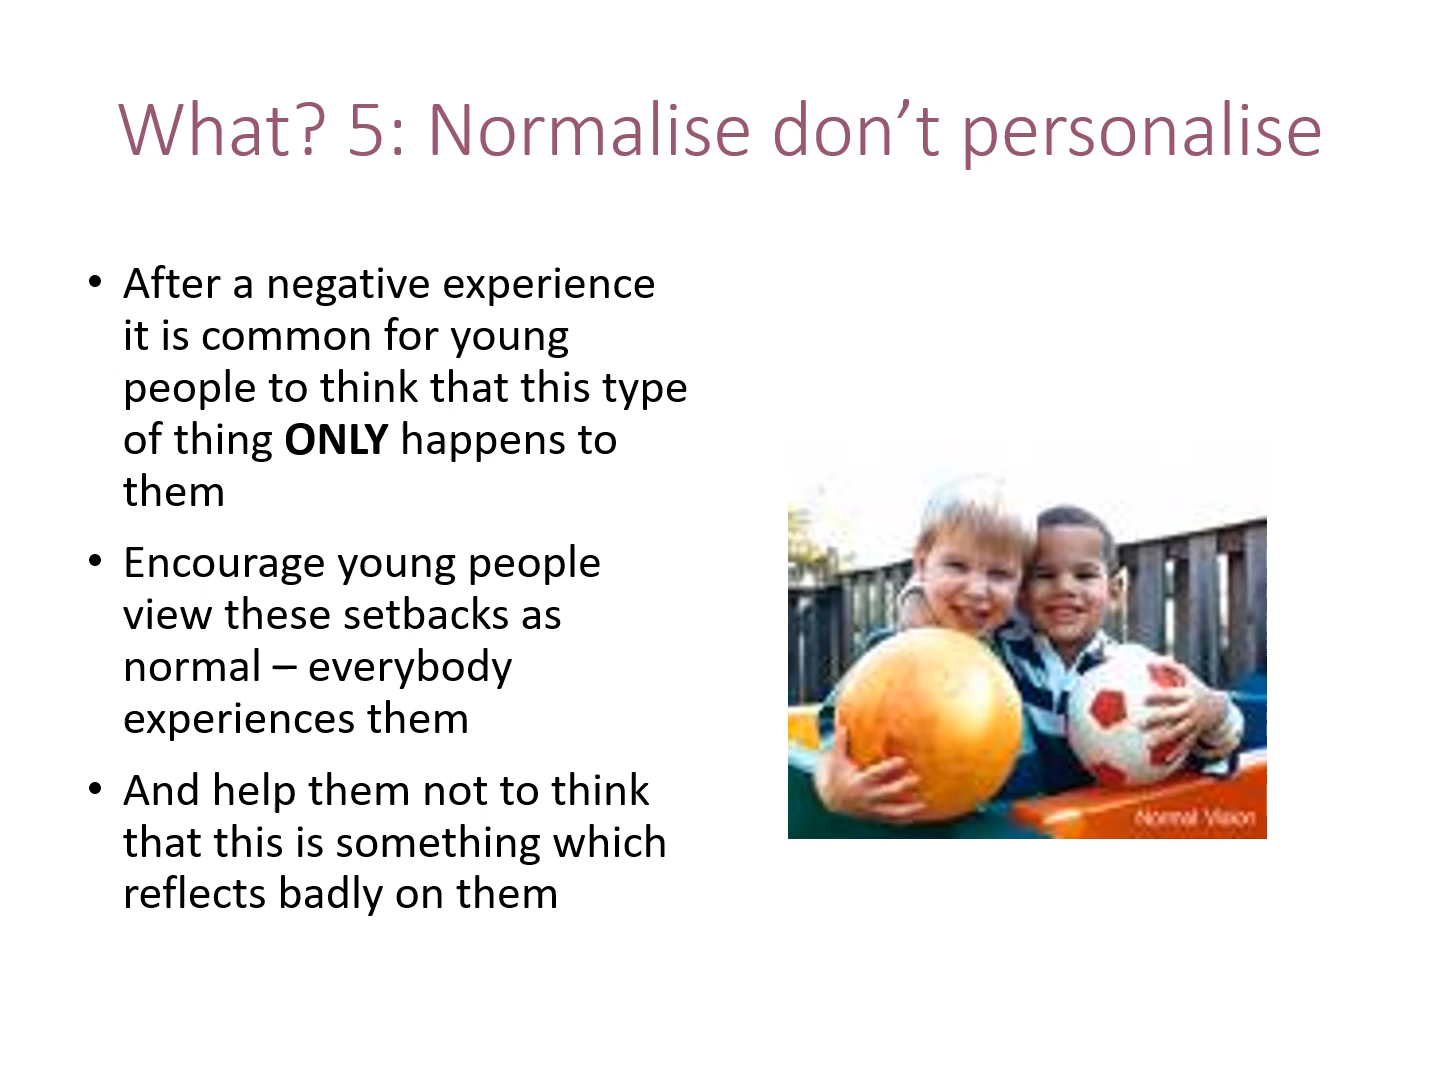 What? 5: Normalise don’t personalise
• After a negative experience
it is common for young
people to think that this type
of thing ONLY happens to
them
• Encourage young people
view these setbacks as
normal – everybody
experiences them
• And help them not to think
that this is something which
reflects badly on them
Normal Vision